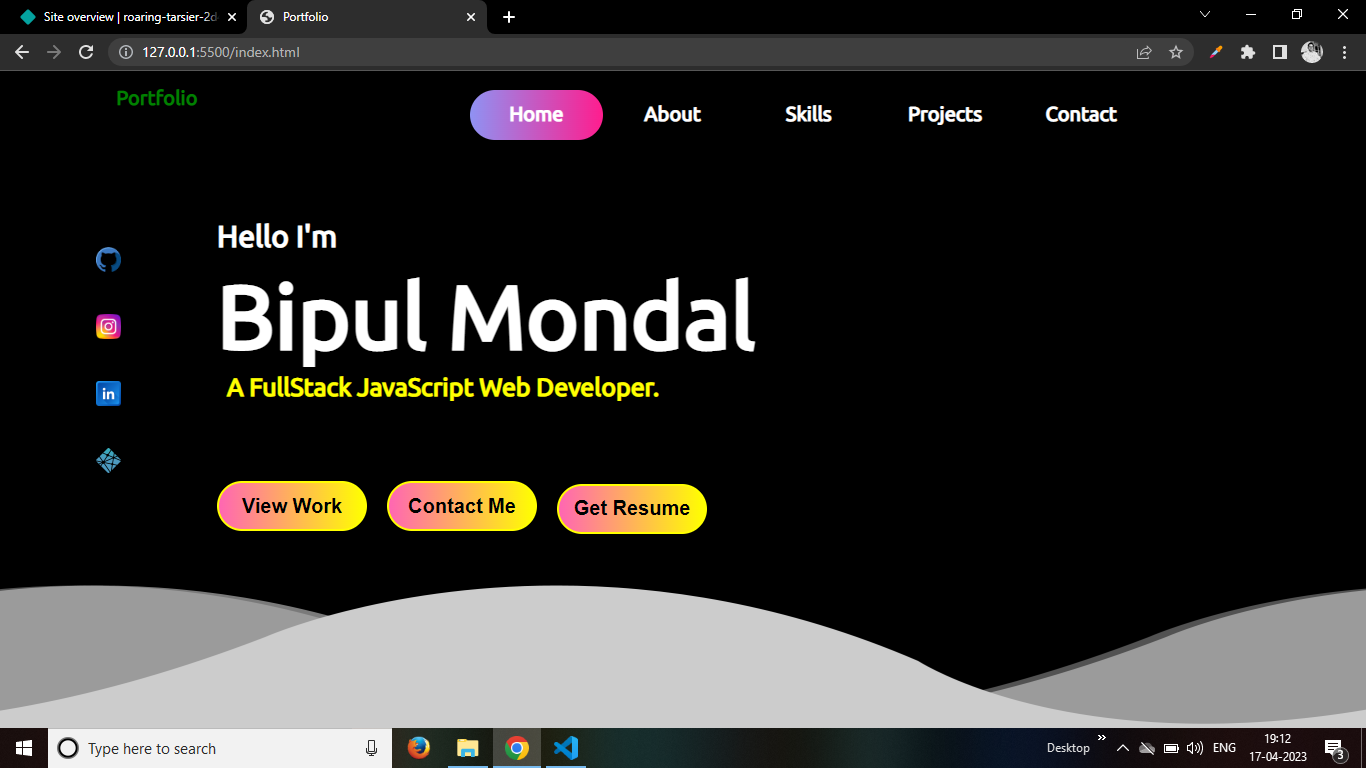 Site overview | roaring-tarsier-2d
Portfolio
127.0.0.1:5500/index.html
Portfolio
Home
About
Skills
Projects
Contact
Hello I'm
Bipul Mondal
A FullStack JavaScript Web Developer.
in
View Work
Contact Me
Get Resume
Type here to search
Desktop
ENG
19:12
17-04-2023
3